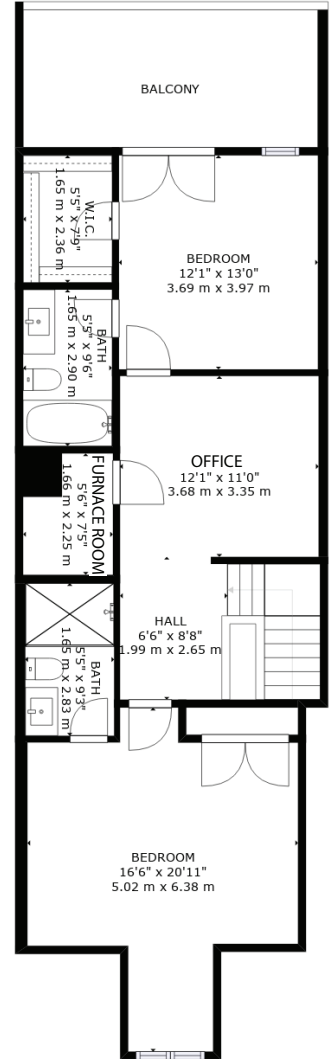 BALCONY
W.I.C.
5'5" x 7'9"
1.65 m x 2.36 m
BEDROOM
12'1" x 13'0"
3.69 m x 3.97 m
BATH
5'5" x 9'6"
1.65 m x 2.90 m
OFFICE
12'1" x 11'0"
3.68 m x 3.35 m
FURNACE ROOM
5'6" x 7'5"
1.66 m x 2.25 m
HALL
6'6" x 8'8"
1.99 m x 2.65 m
BATH
5'5" x 9'3"
1.65 m x 2.83 m
BEDROOM
16'6" x 20'11"
5.02 m x 6.38 m